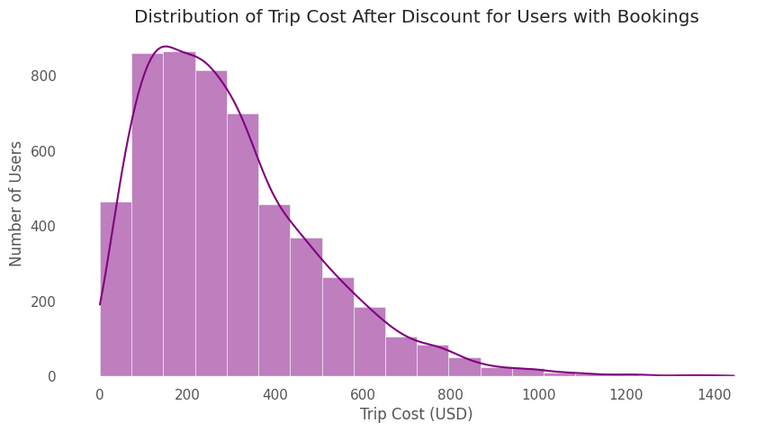 Distribution of Trip Cost After Discount for Users with Bookings
Number of Users
800
600
400
200
0
0 200 400 600 800 1000 1200 1400
Trip Cost (USD)